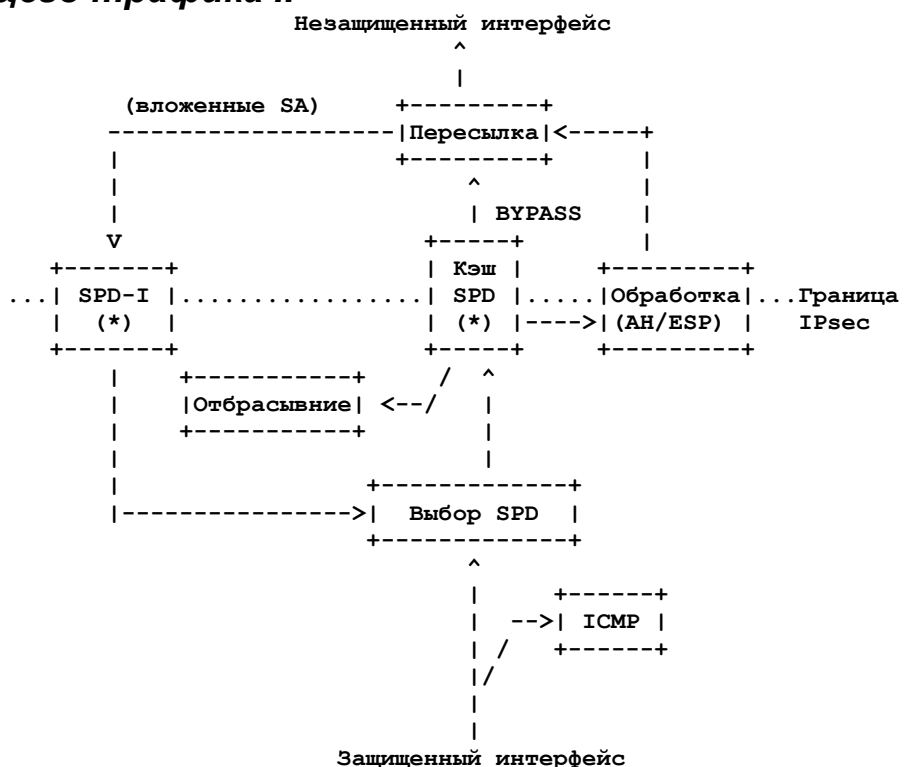 Незащищенный интерфейс
^
|
(вложенные SA) +---------+
--------------------|Пересылка|<-----+
| +---------+ |
| ^ |
| | BYPASS |
V +-----+ |
+-------+ | Кэш | +---------+
...| SPD-I |.................| SPD |.....|Обработка|...Граница
| (*) | | (*) |---->|(AH/ESP) | IPsec
+-------+ +-----+ +---------+
| +-----------+ / ^
| |Отбрасывние| <--/ |
| +-----------+ |
| |
| +-------------+
|---------------->| Выбор SPD |
+-------------+
^
| +------+
| -->| ICMP |
| / +------+
|/
|
|
Защищенный интерфейс